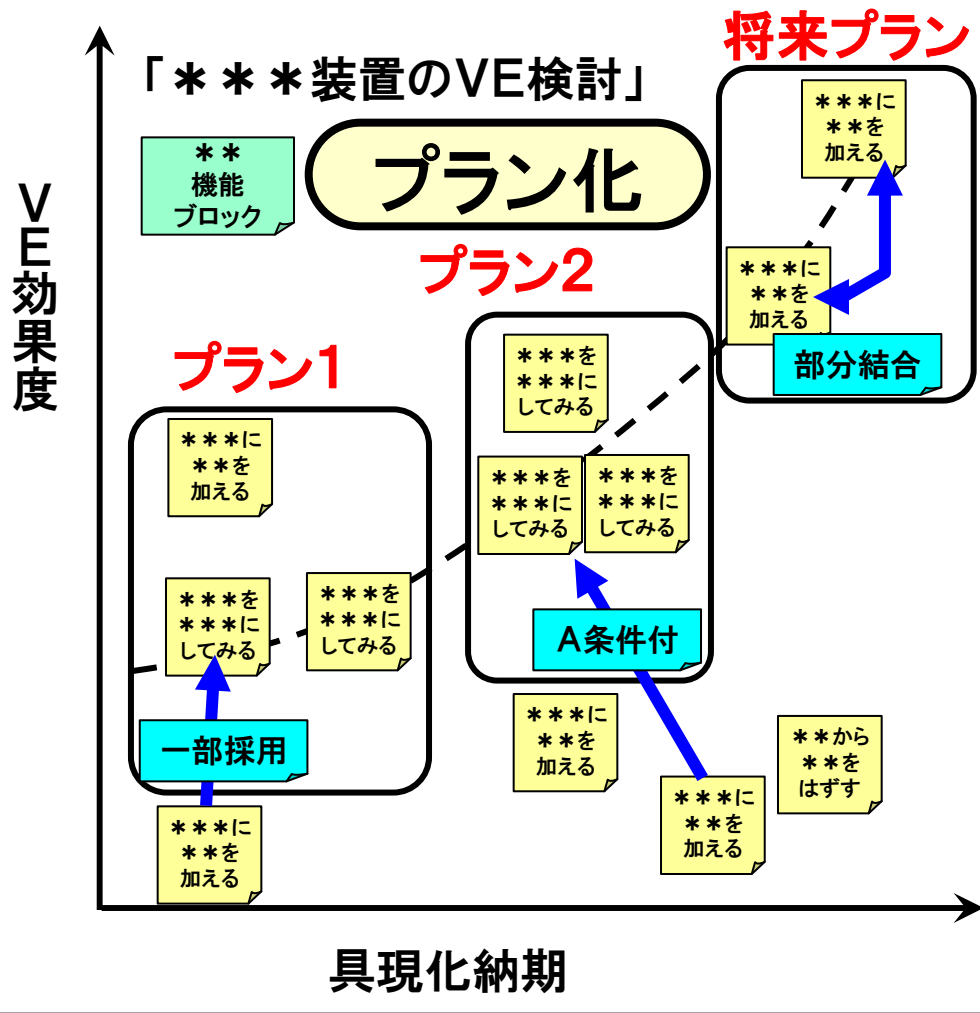 将来プラン
「＊＊＊装置のVE検討」
＊＊
機能
ブロック
プラン化
VE効果度
プラン2
プラン1
＊＊＊に
＊＊を
加える
＊＊＊に
＊＊を
加える
部分結合
＊＊＊を
＊＊＊に
してみる
＊＊＊を
＊＊＊に
してみる
＊＊＊を
＊＊＊に
してみる
A条件付
＊＊＊に
＊＊を
加える
＊＊＊を
＊＊＊に
してみる
＊＊＊を
＊＊＊に
してみる
一部採用
＊＊＊に
＊＊を
加える
＊＊＊に
＊＊を
加える
＊＊＊に
＊＊を
加える
＊＊から
＊＊を
はずす
具現化納期